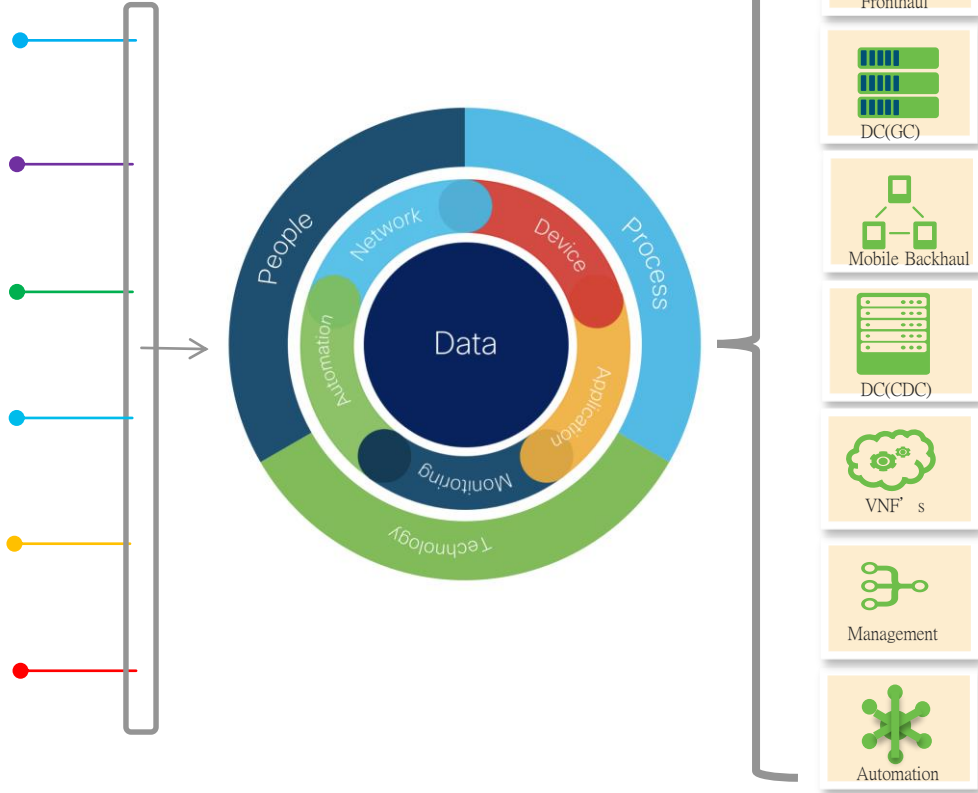 Fronthaul
DC(GC)
Mobile Backhaul
DC(CDC)
VNF’ s
Management
Automation
People
Process
Technology
Network
Device
Application
Monitoring
Automation
Data